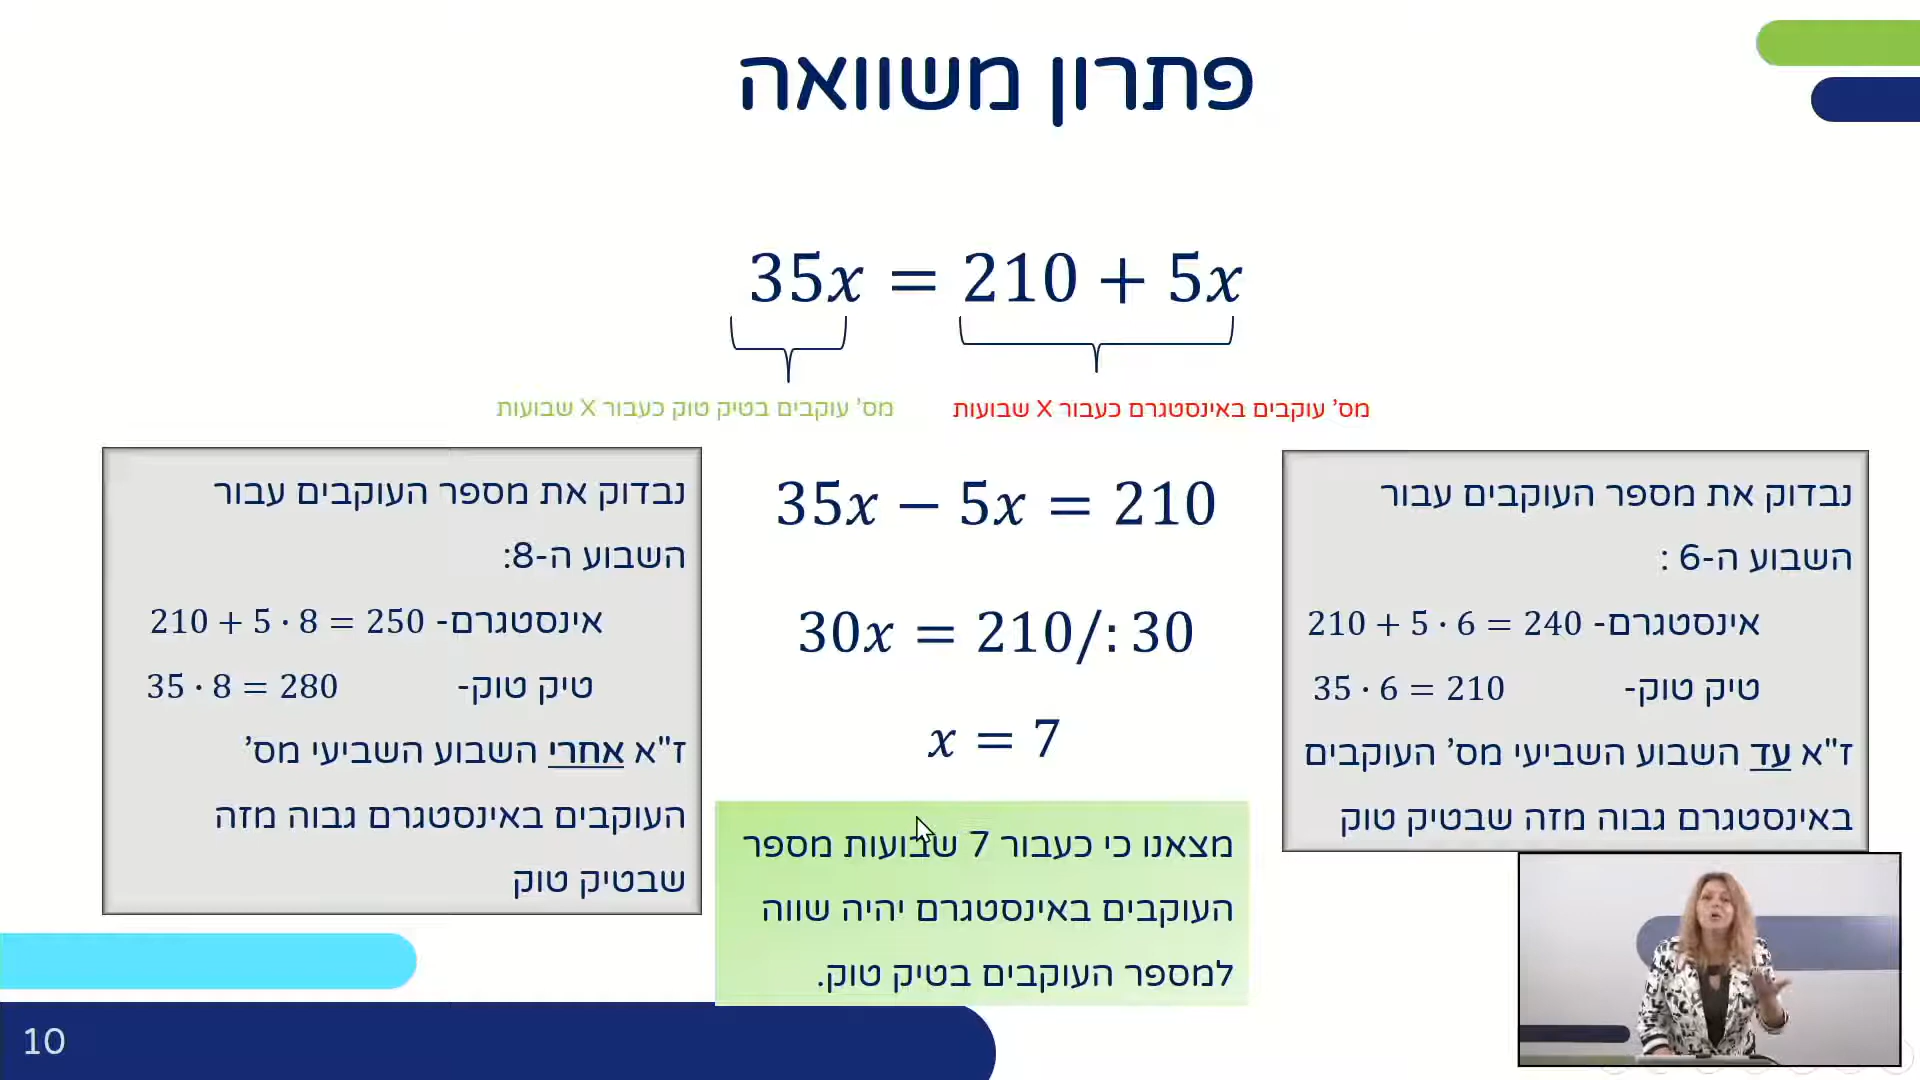 פתרון משוואה
35x = 210 + 5x
מס' עוקבים באינסטגרם כעבור X שבועות
מס' עוקבים בטיק טוק כעבור X שבועות
נבדוק את מספר העוקבים עבור
השבוע ה-6 :
אינסטגרם- 210 + 5 · 6 = 240
טיק טוק- 35 · 6 = 210
ז"א עד השבוע השביעי מס' העוקבים
באינסטגרם גבוה מזה שבטיק טוק
35x − 5x = 210
30x = 210/: 30
x = 7
מצאנו כי כעבור 7 שבועות מספר
העוקבים באינסטגרם יהיה שווה
למספר העוקבים בטיק טוק.
נבדוק את מספר העוקבים עבור
השבוע ה-8:
אינסטגרם- 210 + 5 · 8 = 250
טיק טוק- 35 · 8 = 280
ז"א אחרי השבוע השביעי מס'
העוקבים באינסטגרם גבוה מזה
שבטיק טוק
10